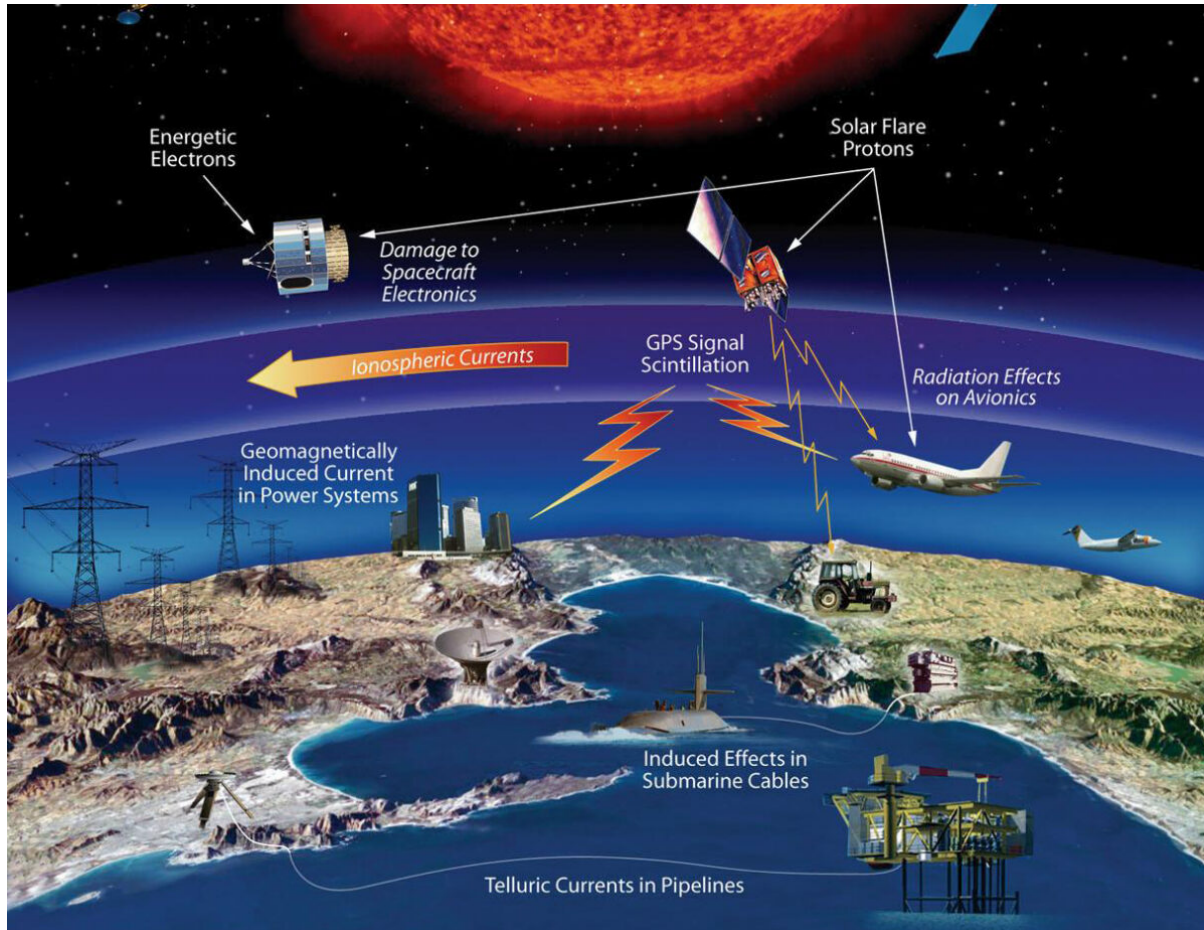 Energetic
Electrons
Solar Flare
Protons
Damage to
Spacecraft
Electronics
Ionospheric Currents
GPS Signal
Scintillation
Radiation Effects
on Avionics
Geomagnetically
Induced Current
in Power Systems
Induced Effects in
Submarine Cables
Telluric Currents in Pipelines